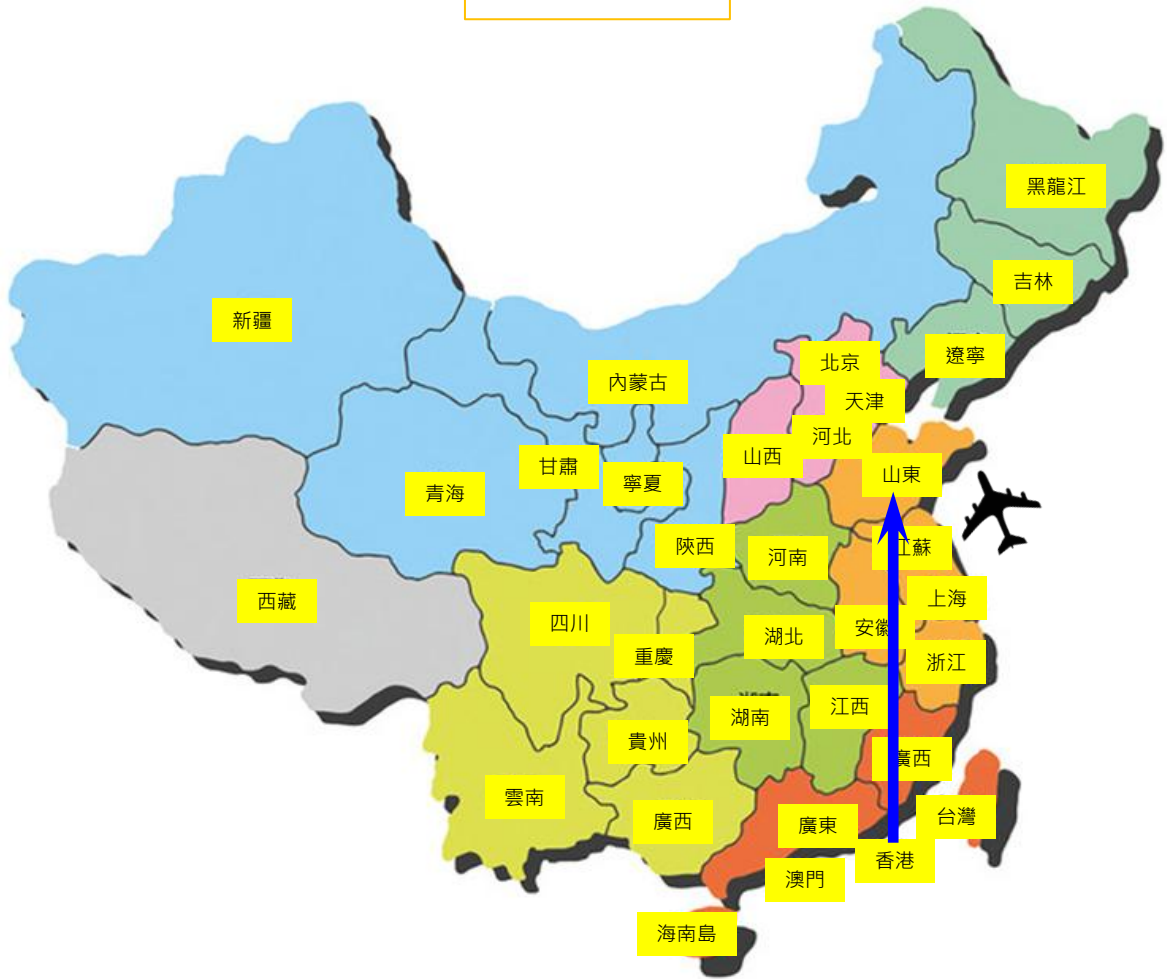 黑龍江
吉林
新疆
遼寧
北京
內蒙古
天津
河北
山西
甘肅
山東
寧夏
青海
陝西
江蘇
河南
西藏
上海
四川
安徽
湖北
重慶
浙江
江西
湖南
貴州
廣西
雲南
台灣
廣西
廣東
香港
澳門
海南島